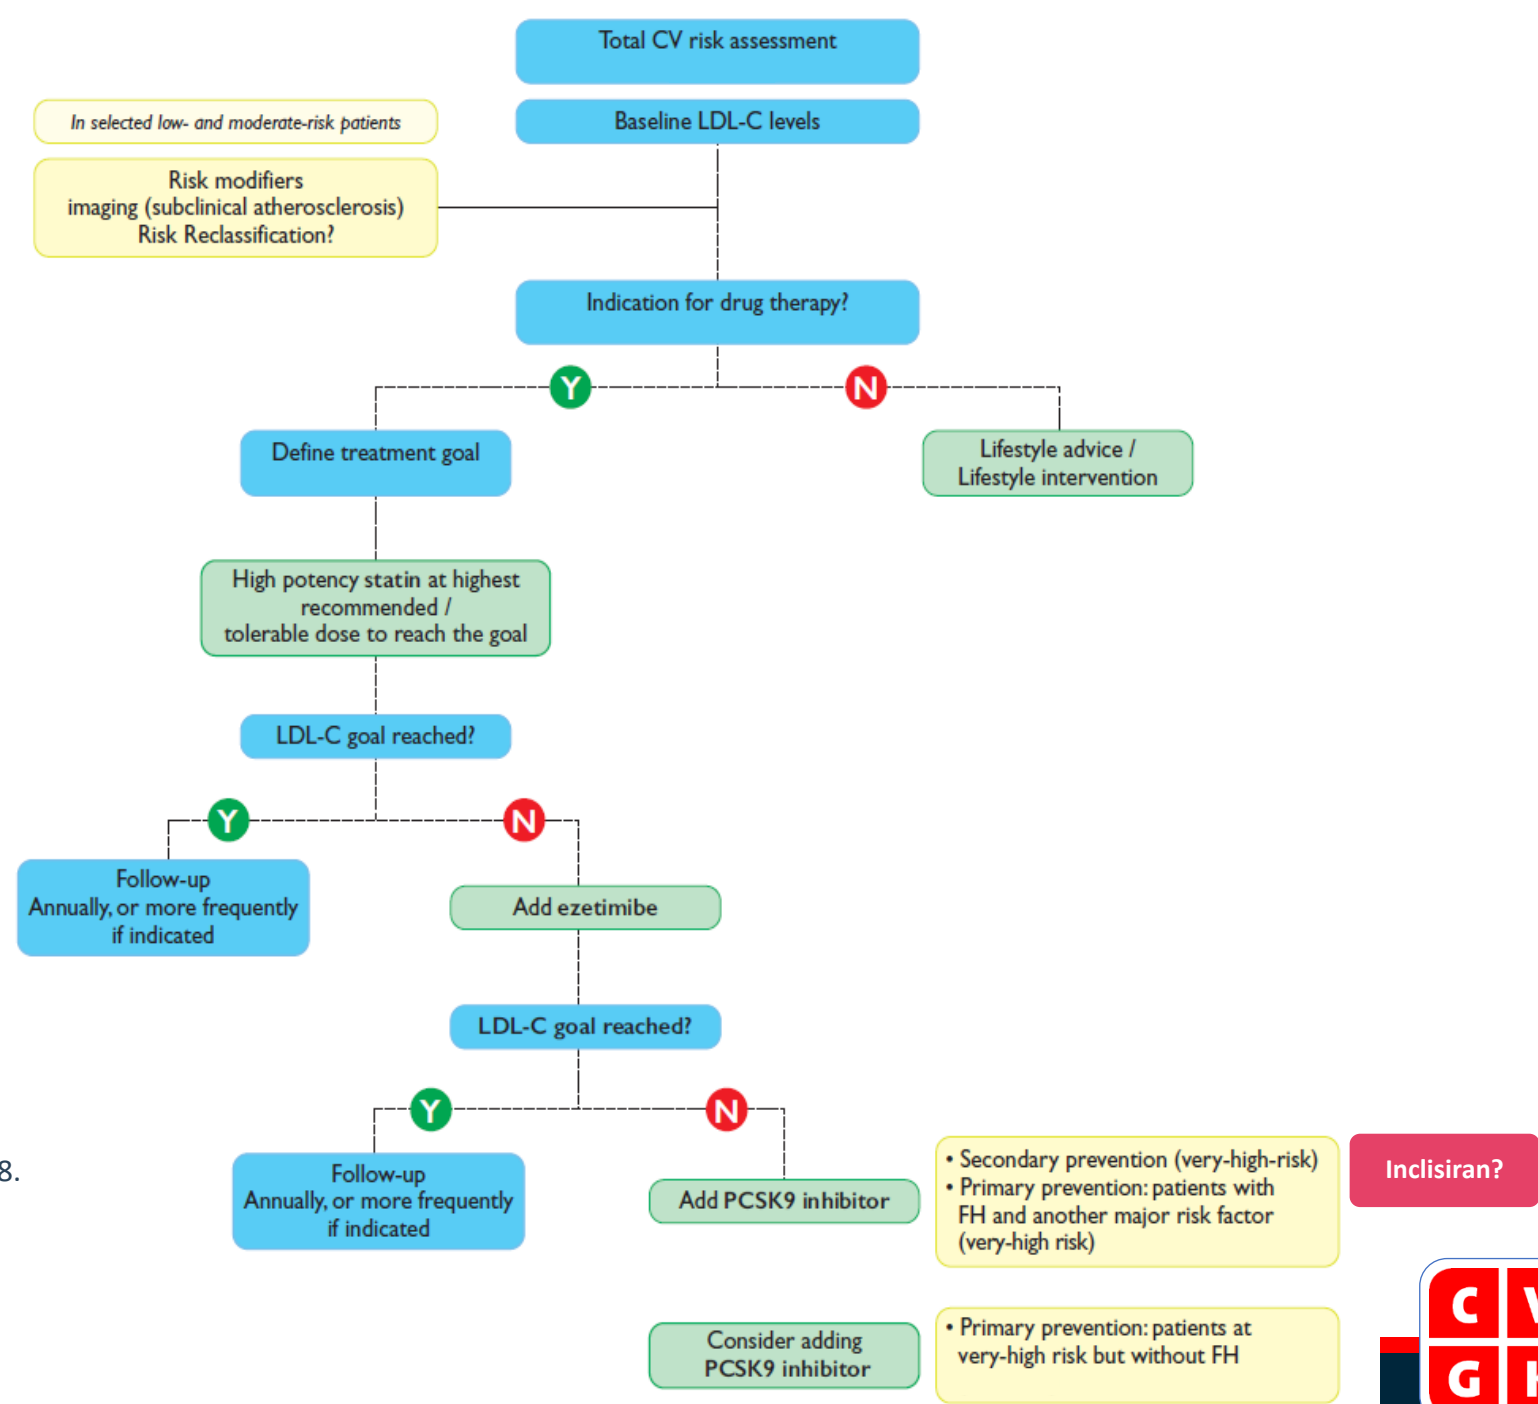 Total CV risk assessment
In selected low- and moderate-risk patients
Baseline LDL-C levels
Risk modifiers
imaging (subclinical atherosclerosis)
Risk Reclassification?
Indication for drug therapy?
Y
N
Define treatment goal
Lifestyle advice /
Lifestyle intervention
High potency statin at highest
recommended /
tolerable dose to reach the goal
LDL-C goal reached?
Y
N
Follow-up
Annually, or more frequently
if indicated
Add ezetimibe
LDL-C goal reached?
Y
N
8.
Follow-up
Annually, or more frequently
if indicated
Add PCSK9 inhibitor
• Secondary prevention (very-high-risk)
• Primary prevention: patients with
FH and another major risk factor
(very-high risk)
Inclisiran?
Consider adding
PCSK9 inhibitor
• Primary prevention: patients at
very-high risk but without FH
C
G